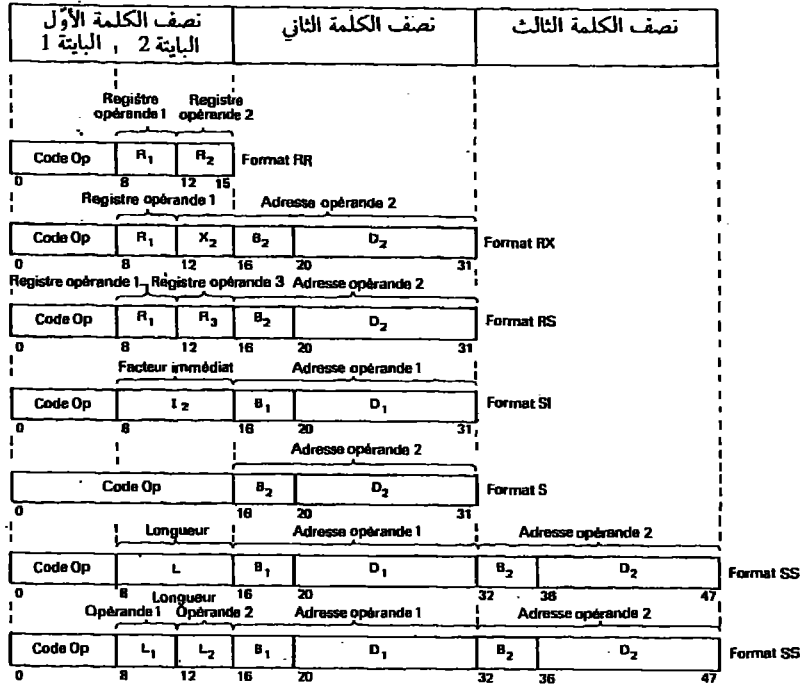 نصف الكلمة الأوّل نصف الكلمة الثاني نصف الكلمة الثالث
البايتة 1 البايتة 2
Registre opérande 1 Registre opérande 2
Code Op R1 R2 Format RR
0 8 12 15
Registre opérande 1 Adresse opérande 2
Code Op R1 X2 B2 D2 Format RX
0 8 12 16 20 31
Registre opérande 1 Registre opérande 3 Adresse opérande 2
Code Op R1 R3 B2 D2 Format RS
0 8 12 16 20 31
Facteur immédiat Adresse opérande 1
Code Op I2 B1 D1 Format SI
0 8 16 20 31
Adresse opérande 2
Code Op B2 D2 Format S
0 16 20 31
Longueur Adresse opérande 1 Adresse opérande 2
Code Op L B1 D1 B2 D2 Format SS
0 8 16 20 32 36 47
Longueur
Opérande 1 Opérande 2 Adresse opérande 1 Adresse opérande 2
Code Op L1 L2 B1 D1 B2 D2 Format SS
0 8 12 16 20 32 36 47